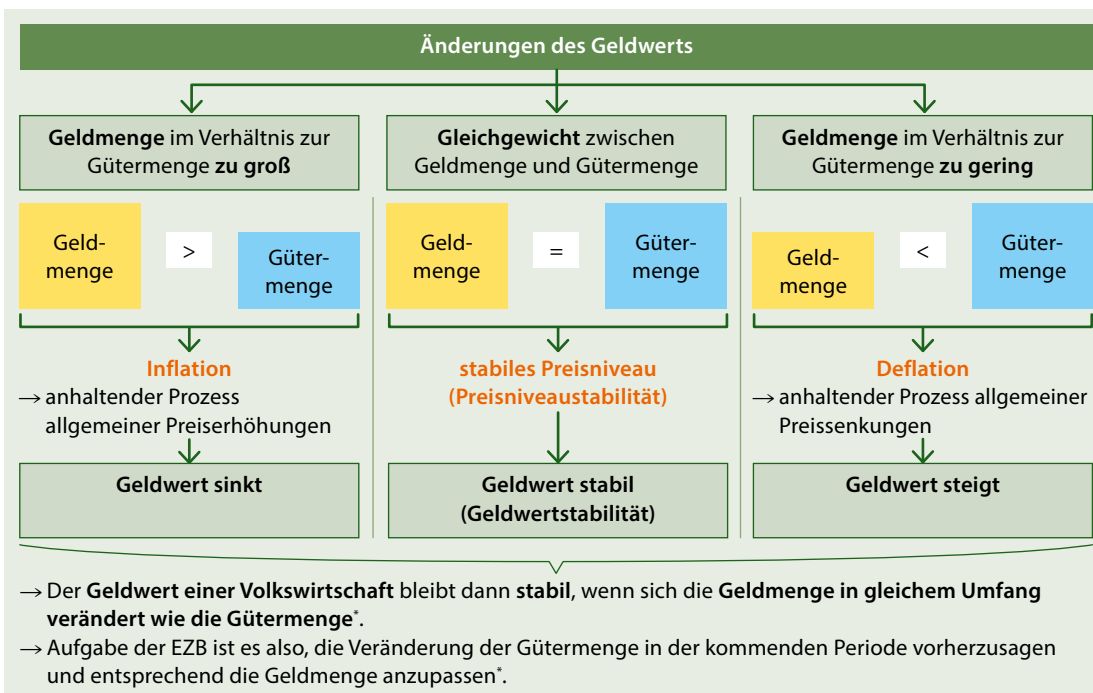 Änderungen des Geldwerts
Geldmenge im Verhältnis zur
Gütermenge zu groß
Gleichgewicht zwischen
Geldmenge und Gütermenge
Geldmenge im Verhältnis zur
Gütermenge zu gering
Geld-
menge
>
Güter-
menge
Geld-
menge
=
Güter-
menge
Geld-
menge
<
Güter-
menge
Inflation
→ anhaltender Prozess
allgemeiner Preiserhöhungen
stabiles Preisniveau
(Preisniveaustabilität)
Deflation
→ anhaltender Prozess allgemeiner
Preissenkungen
Geldwert sinkt
Geldwert stabil
(Geldwertstabilität)
Geldwert steigt
→ Der Geldwert einer Volkswirtschaft bleibt dann stabil, wenn sich die Geldmenge in gleichem Umfang
verändert wie die Gütermenge*.
→ Aufgabe der EZB ist es also, die Veränderung der Gütermenge in der kommenden Periode vorherzusagen
und entsprechend die Geldmenge anzupassen*.